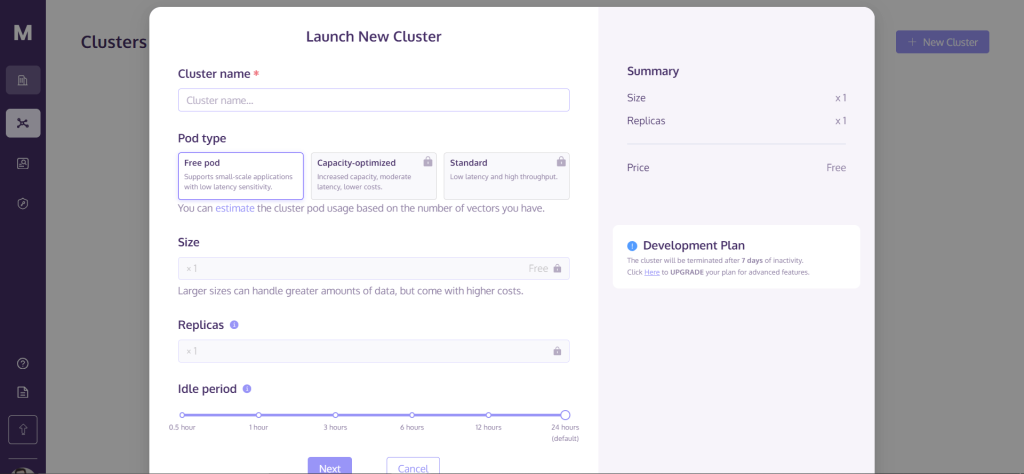 M
Clusters
+ New Cluster
Launch New Cluster
Cluster name *
Cluster name...
Pod type
Free pod
Supports small-scale applications
with low latency sensitivity.
Capacity-optimized
Increased capacity, moderate
latency, lower costs.
Standard
Low latency and high throughput.
You can estimate the cluster pod usage based on the number of vectors you have.
Size
x 1
Free
Larger sizes can handle greater amounts of data, but come with higher costs.
Replicas
x 1
Idle period
0.5 hour
1 hour
3 hours
6 hours
12 hours
24 hours
(default)
Next
Cancel
Summary
Size
x 1
Replicas
x 1
Price
Free
Development Plan
The cluster will be terminated after 7 days of inactivity.
Click Here to UPGRADE your plan for advanced features.